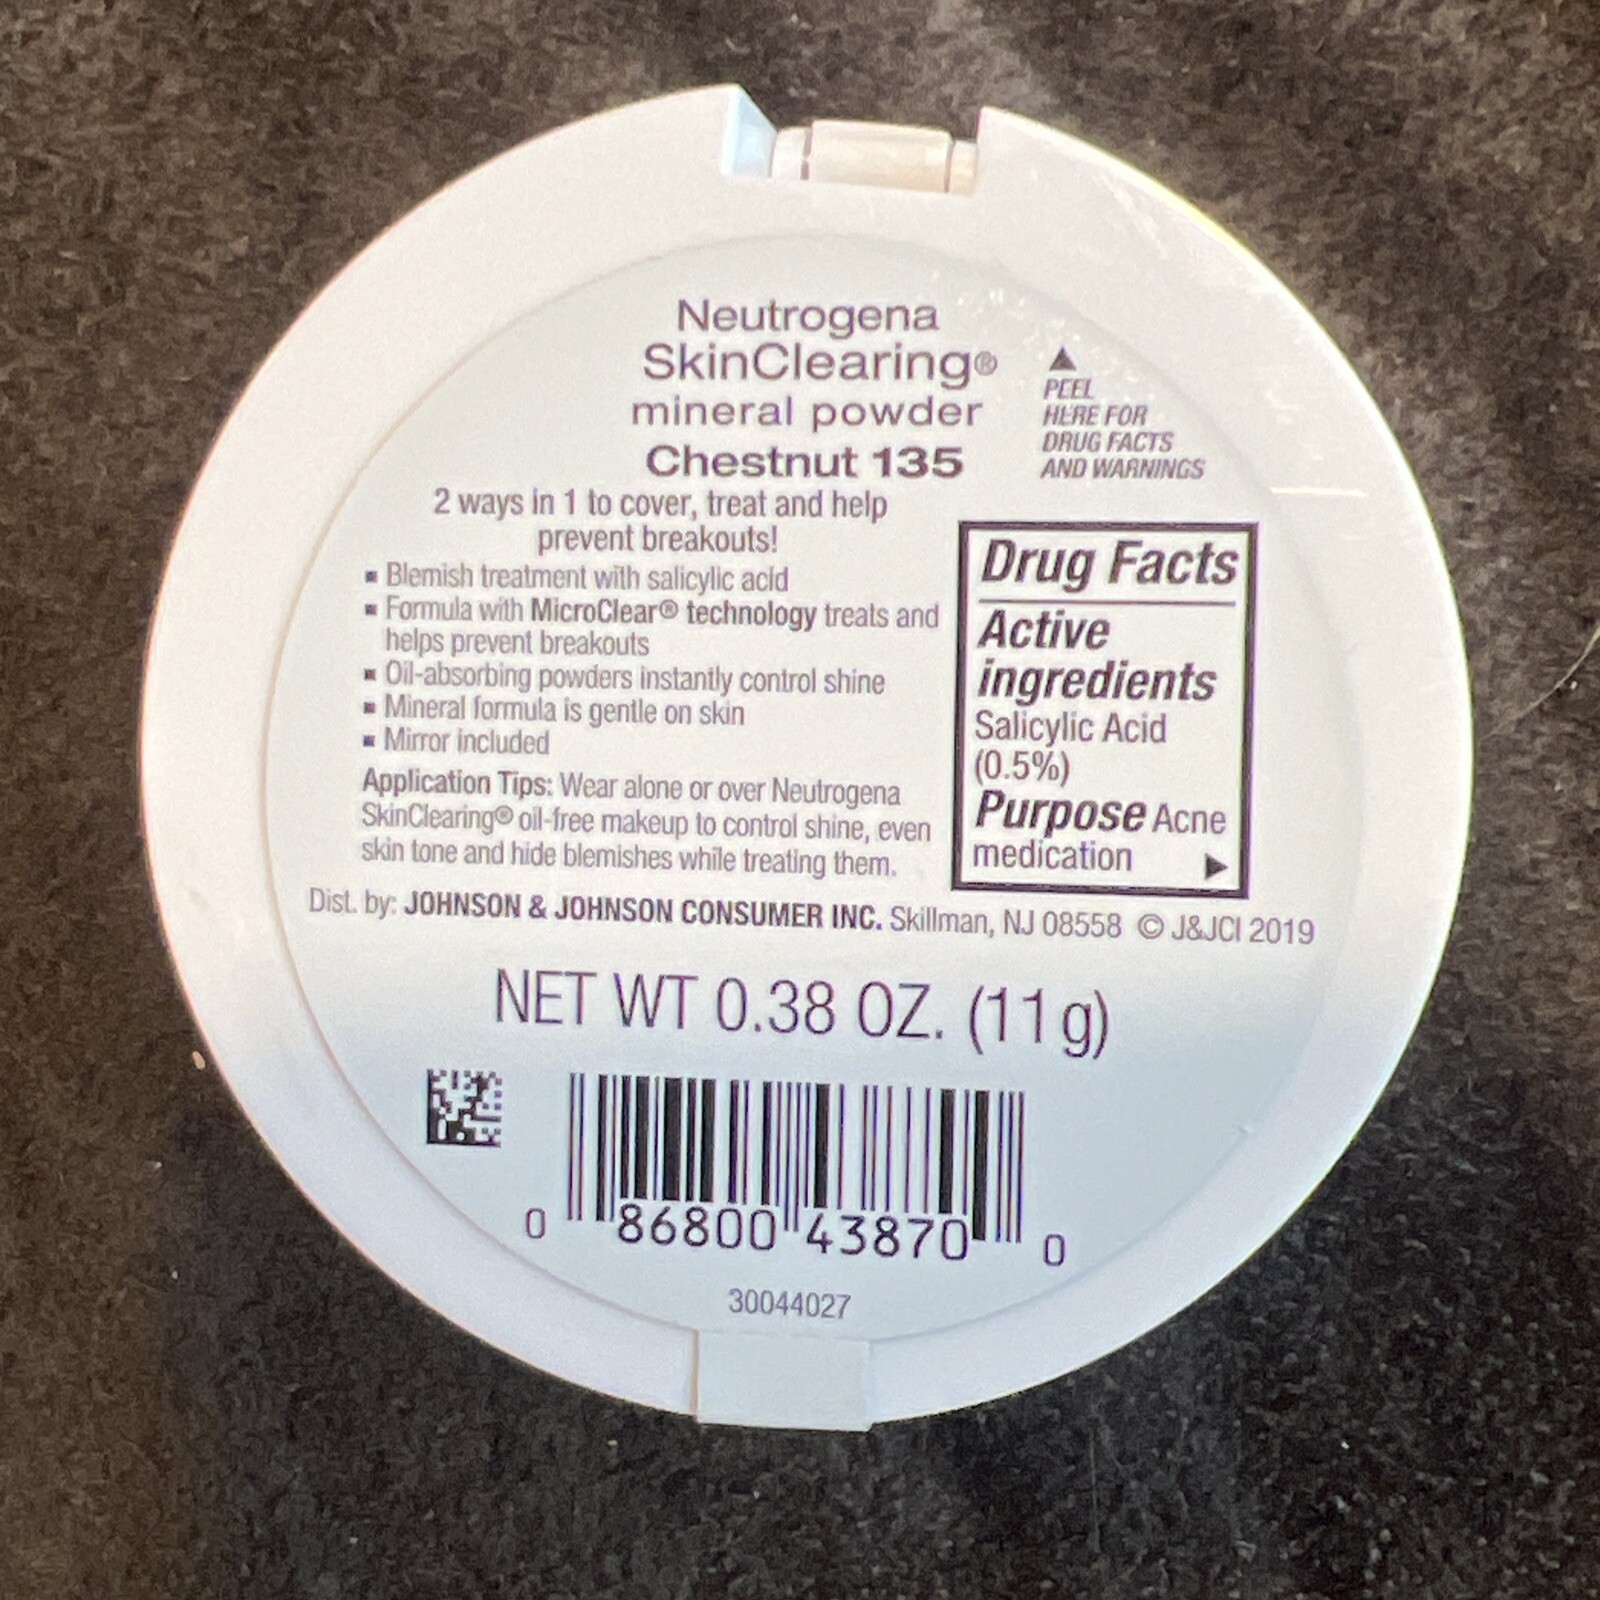 Neutrogena
SkinClearing®
mineral powder
Chestnut 135
▲
PEEL
HERE FOR
DRUG FACTS
AND WARNINGS
2 ways in 1 to cover, treat and help
prevent breakouts!
▪ Blemish treatment with salicylic acid
▪ Formula with MicroClear® technology treats and
helps prevent breakouts
▪ Oil-absorbing powders instantly control shine
▪ Mineral formula is gentle on skin
▪ Mirror included
Application Tips: Wear alone or over Neutrogena
SkinClearing® oil-free makeup to control shine, even
skin tone and hide blemishes while treating them.
Drug Facts
Active
ingredients
Salicylic Acid
(0.5%)
Purpose Acne
medication ▶
Dist. by: JOHNSON & JOHNSON CONSUMER INC. Skillman, NJ 08558 © J&JCI 2019
NET WT 0.38 OZ. (11 g)
0 86800 43870 0
30044027